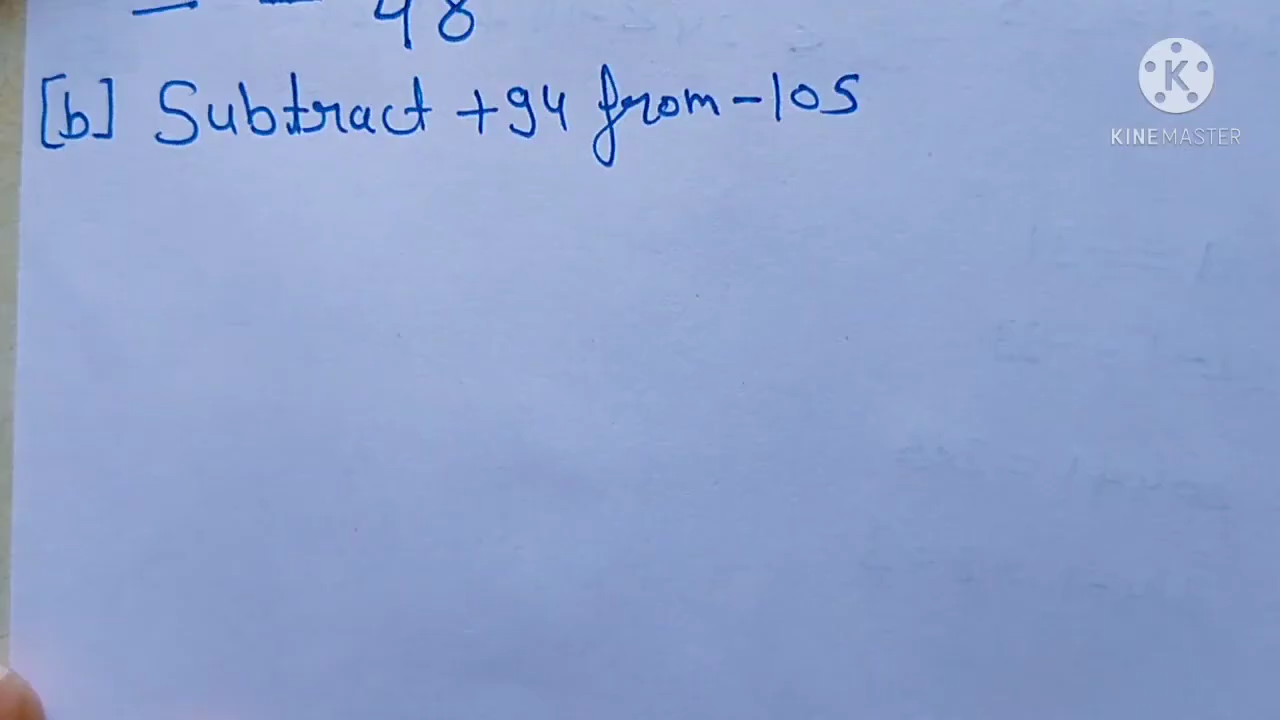 — — 48
[b] Subtract +94 from -105
K
KINEMASTER